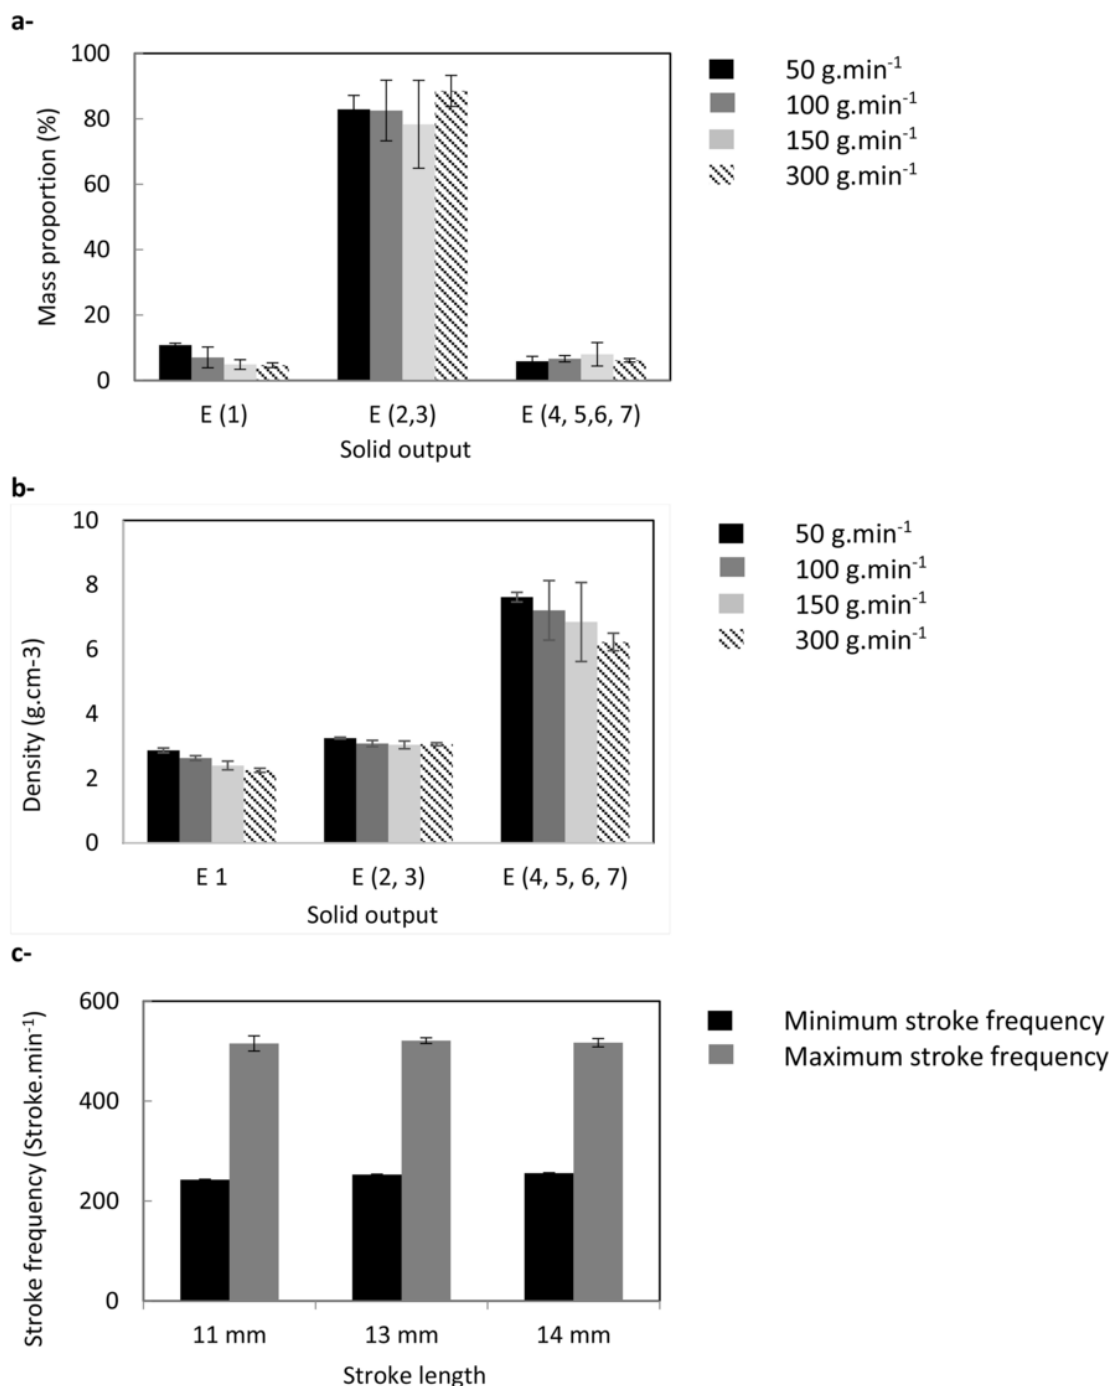 a-
100
80
60
40
20
0
Mass proportion (%)
E (1)
E (2,3)
E (4, 5,6, 7)
Solid output
50 g.min⁻¹
100 g.min⁻¹
150 g.min⁻¹
300 g.min⁻¹
b-
10
8
6
4
2
0
Density (g.cm-3)
E 1
E (2, 3)
E (4, 5, 6, 7)
Solid output
50 g.min⁻¹
100 g.min⁻¹
150 g.min⁻¹
300 g.min⁻¹
c-
600
400
200
0
Stroke frequency (Stroke.min⁻¹)
11 mm
13 mm
14 mm
Stroke length
Minimum stroke frequency
Maximum stroke frequency